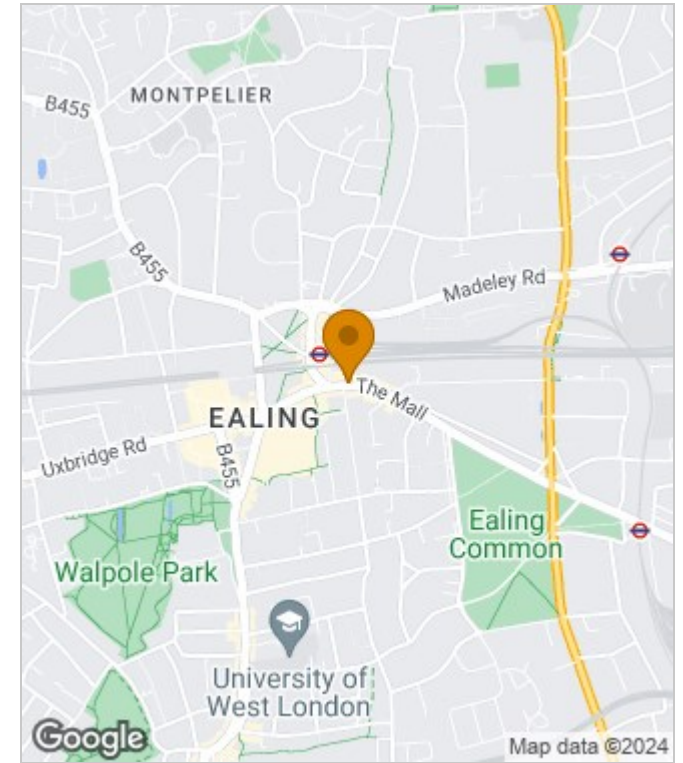 MONTPELIER
B455
B455
Madeley Rd
The Mall
EALING
Uxbridge Rd
B455
Ealing
Common
Walpole Park
University of
West London
Google
Map data ©2024